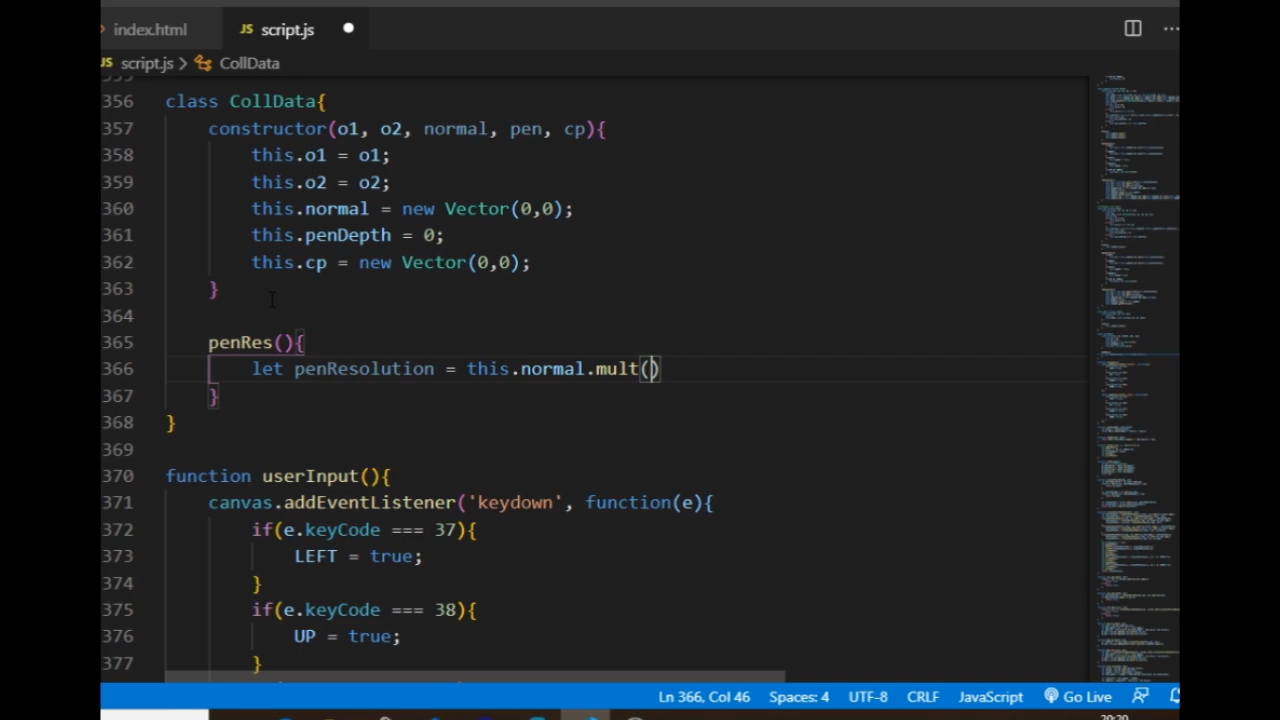 index.html
JS script.js
JS script.js > CollData
356 class CollData{
357 constructor(o1, o2, normal, pen, cp){
358 this.o1 = o1;
359 this.o2 = o2;
360 this.normal = new Vector(0,0);
361 this.penDepth = 0;
362 this.cp = new Vector(0,0);
363 }
364
365 penRes(){
366 let penResolution = this.normal.mult()
367 }
368 }
369
370 function userInput(){
371 canvas.addEventListener('keydown', function(e){
372 if(e.keyCode === 37){
373 LEFT = true;
374 }
375 if(e.keyCode === 38){
376 UP = true;
377 }
Ln 366, Col 46 Spaces: 4 UTF-8 CRLF JavaScript Go Live